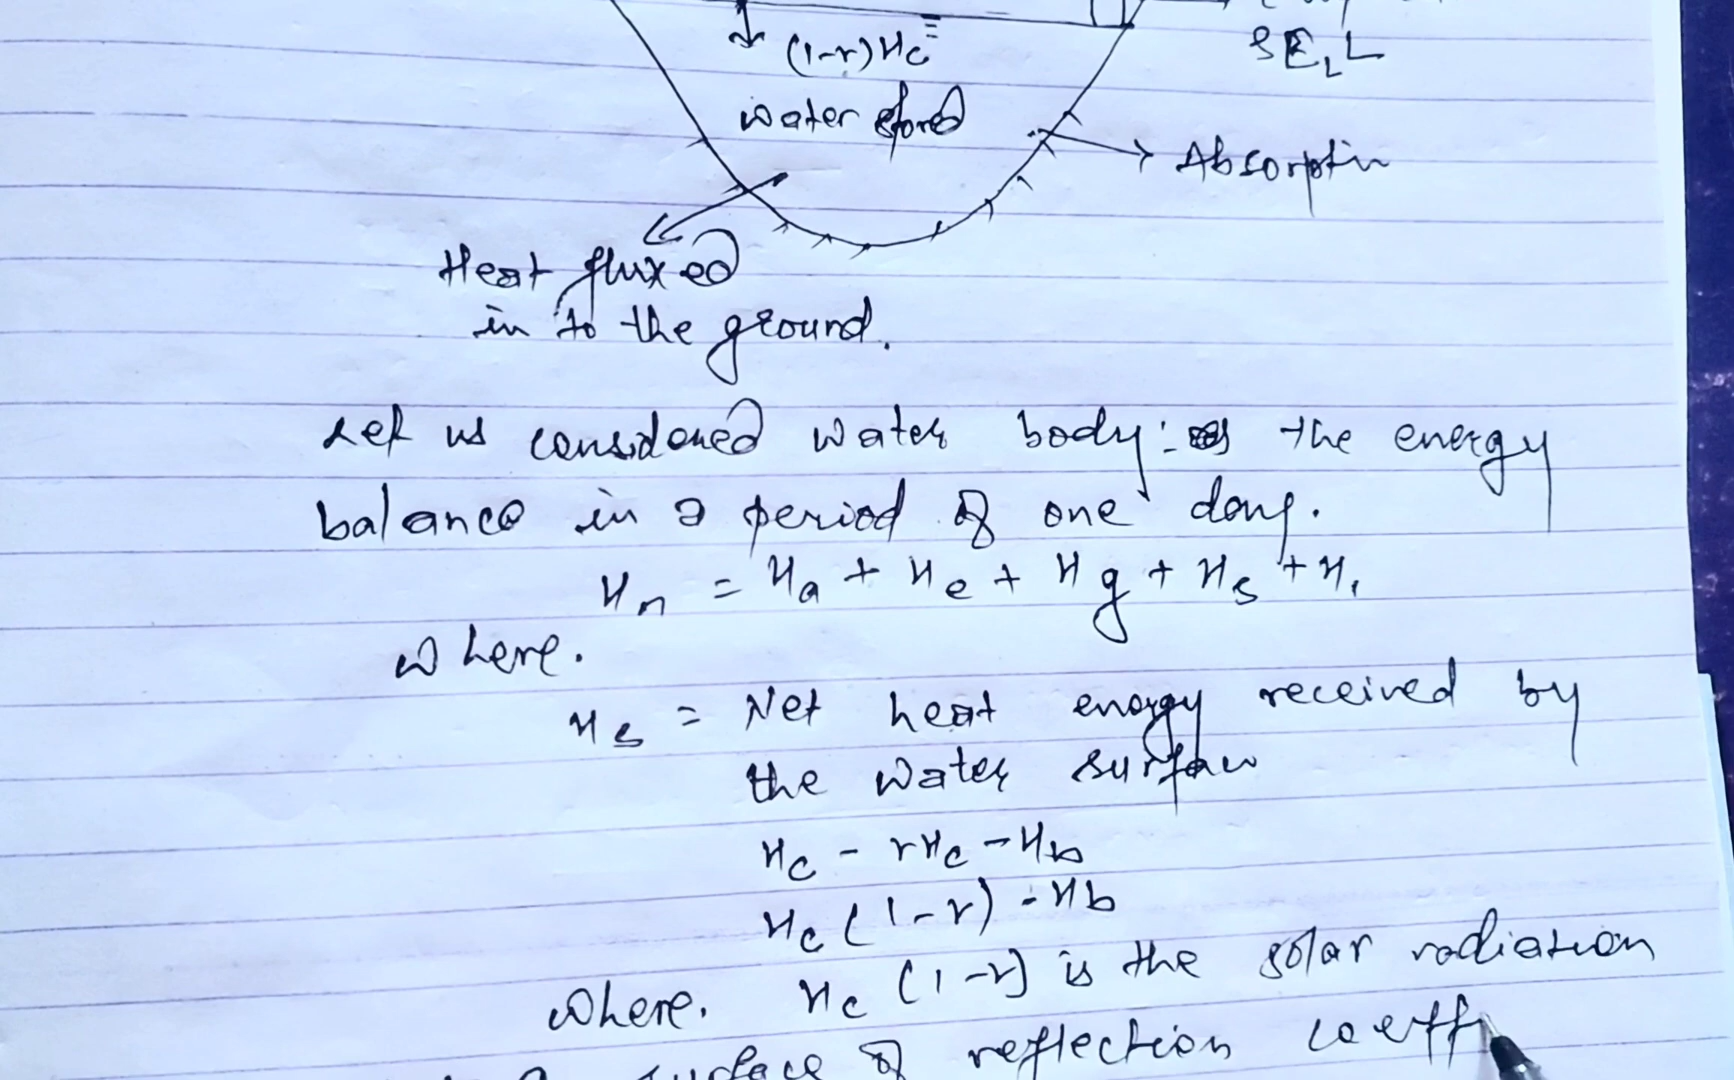 (1-r)Hc
SELL
water stored
Absorptin
Heat fluxed
in to the ground.
Let us considered water body: as the energy
balance in a period of one day.
Hn = Ha + He + Hg + Hs + Hi
where.
Hs = Net heat energy received by
the water surface
Hc - rHc - Hb
Hc (1-r) - Hb
where. Hc (1-r) is the solar radiation
surface of reflection coeff